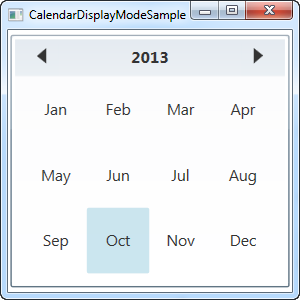 CalendarDisplayModeSample
2013
Jan Feb Mar Apr
May Jun Jul Aug
Sep Oct Nov Dec